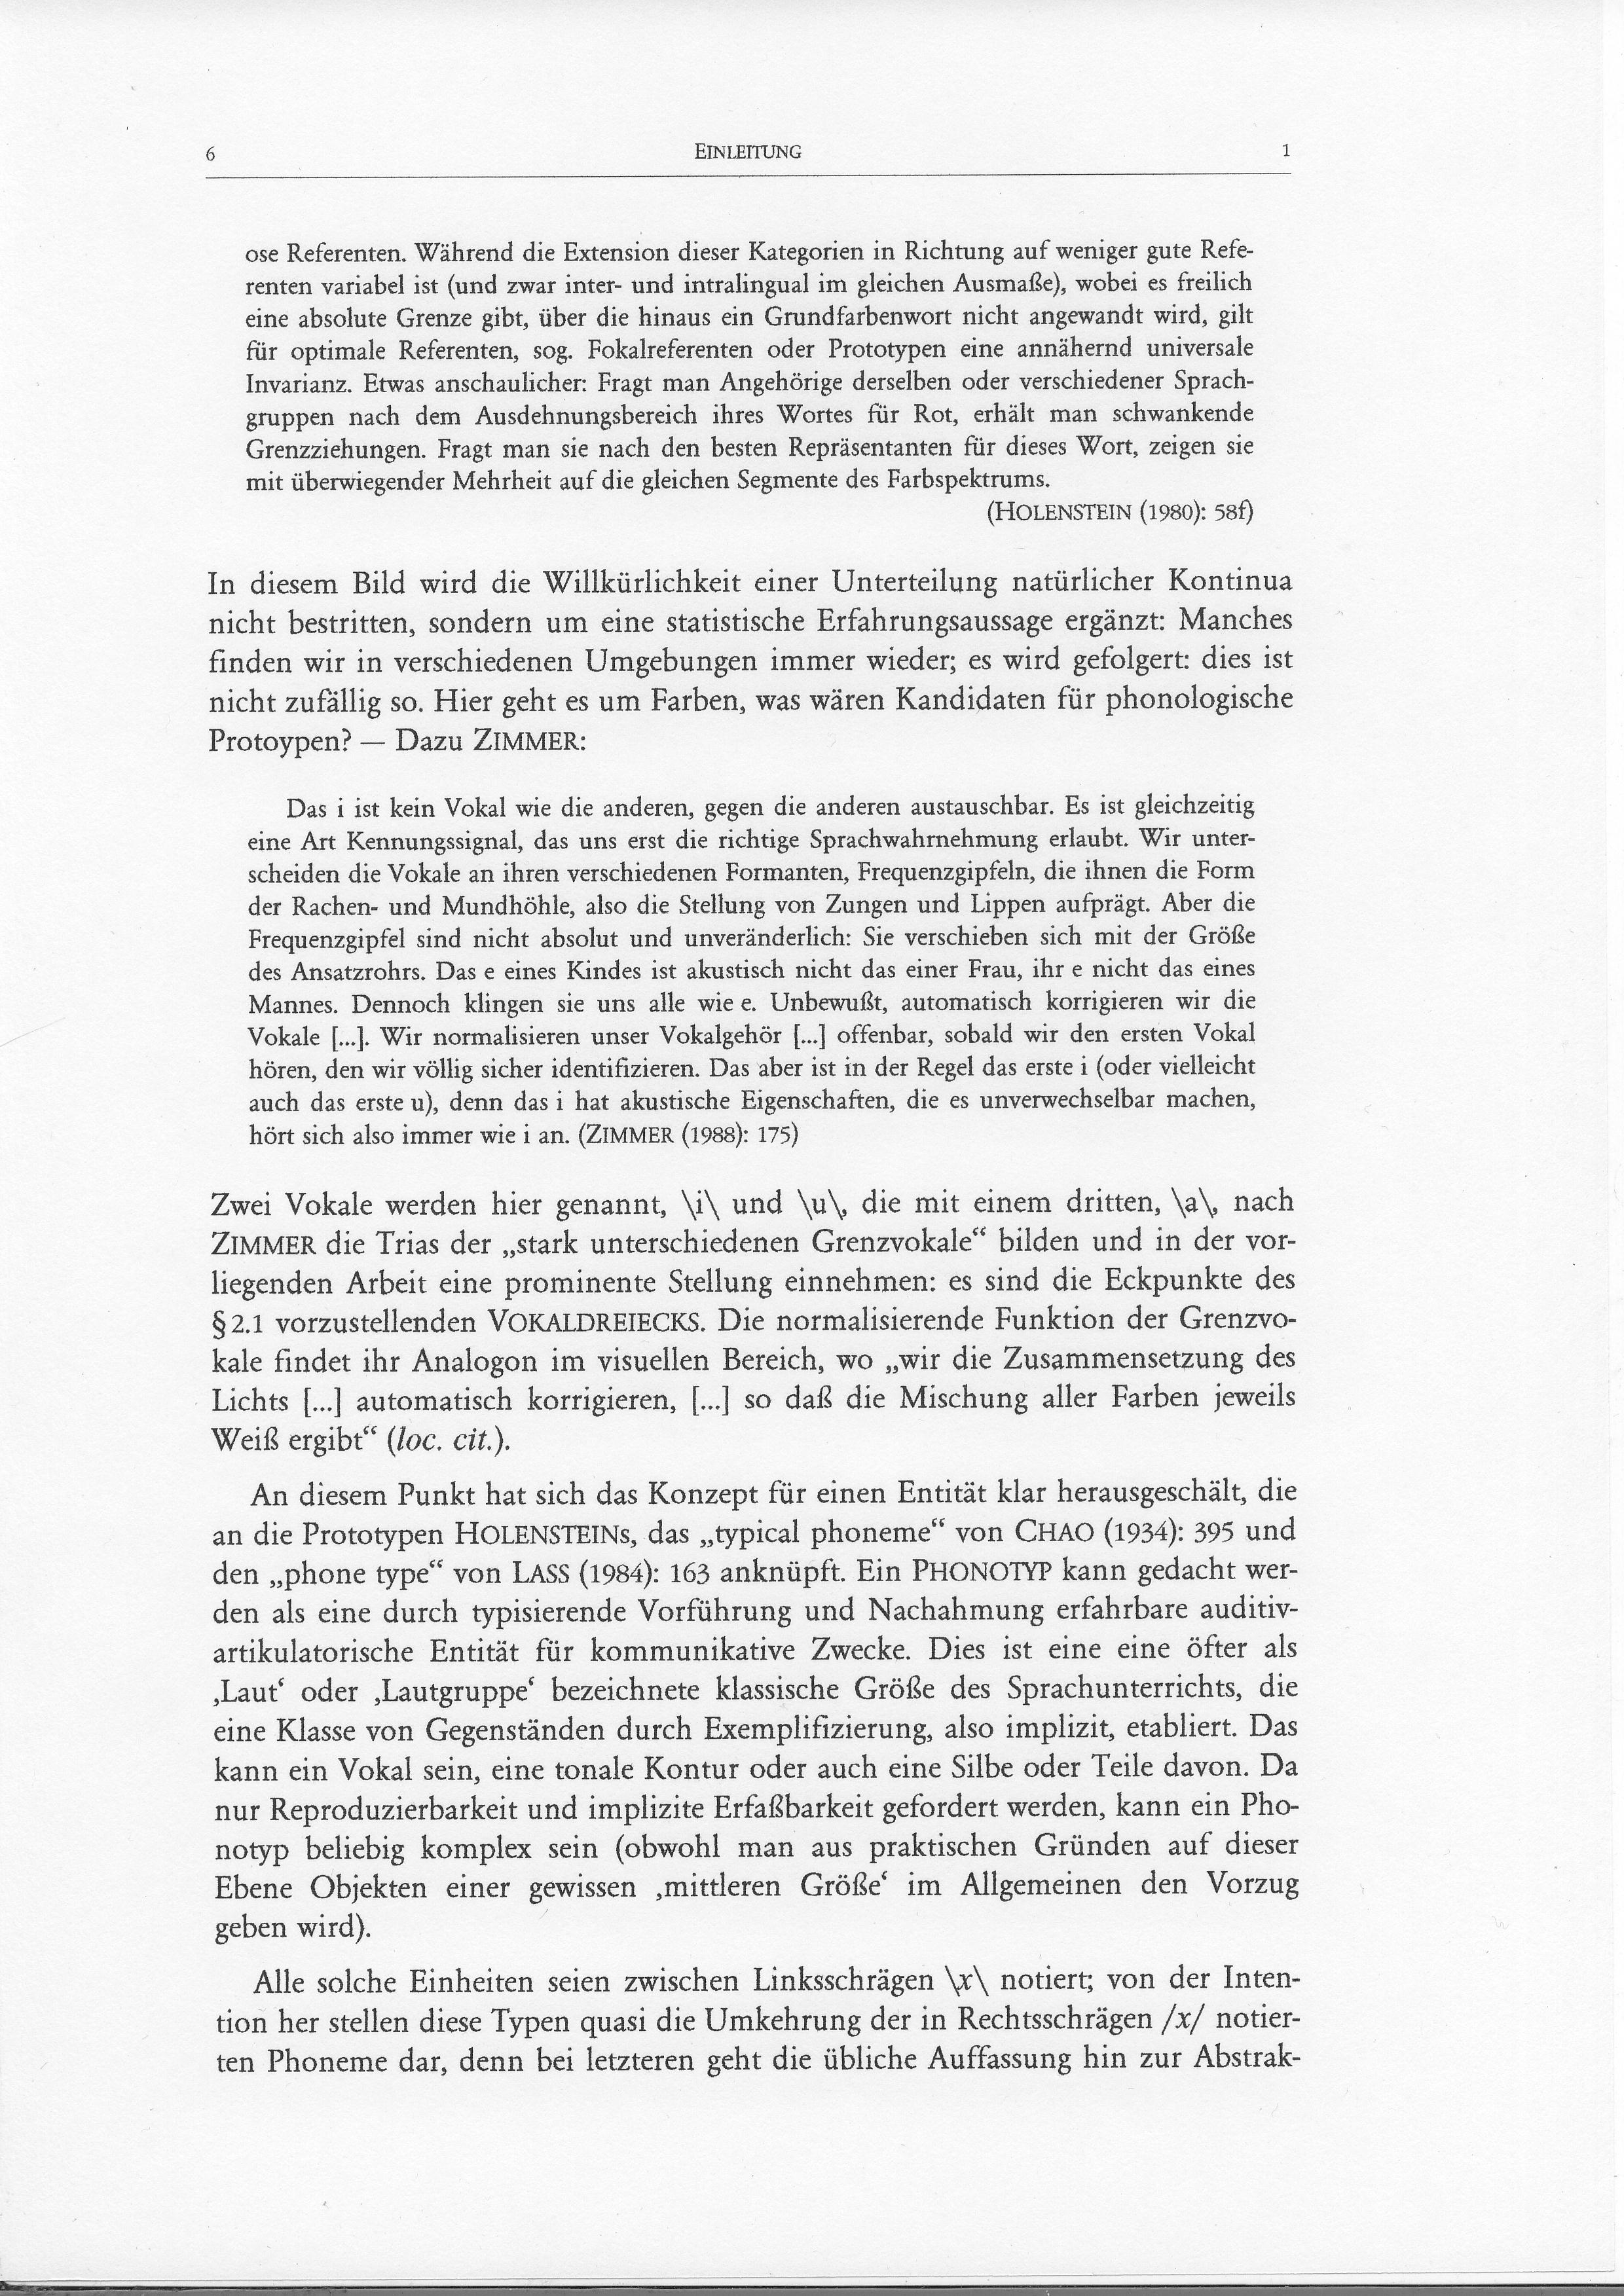 6 EINLEITUNG 1
ose Referenten. Während die Extension dieser Kategorien in Richtung auf weniger gute Refe-
renten variabel ist (und zwar inter- und intralingual im gleichen Ausmaße), wobei es freilich
eine absolute Grenze gibt, über die hinaus ein Grundfarbenwort nicht angewandt wird, gilt
für optimale Referenten, sog. Fokalreferenten oder Prototypen eine annähernd universale
Invarianz. Etwas anschaulicher: Fragt man Angehörige derselben oder verschiedener Sprach-
gruppen nach dem Ausdehnungsbereich ihres Wortes für Rot, erhält man schwankende
Grenzziehungen. Fragt man sie nach den besten Repräsentanten für dieses Wort, zeigen sie
mit überwiegender Mehrheit auf die gleichen Segmente des Farbspektrums.
(HOLENSTEIN (1980): 58f)
In diesem Bild wird die Willkürlichkeit einer Unterteilung natürlicher Kontinua
nicht bestritten, sondern um eine statistische Erfahrungsaussage ergänzt: Manches
finden wir in verschiedenen Umgebungen immer wieder; es wird gefolgert: dies ist
nicht zufällig so. Hier geht es um Farben, was wären Kandidaten für phonologische
Protoypen? — Dazu ZIMMER:
Das i ist kein Vokal wie die anderen, gegen die anderen austauschbar. Es ist gleichzeitig
eine Art Kennungssignal, das uns erst die richtige Sprachwahrnehmung erlaubt. Wir unter-
scheiden die Vokale an ihren verschiedenen Formanten, Frequenzgipfeln, die ihnen die Form
der Rachen- und Mundhöhle, also die Stellung von Zungen und Lippen aufprägt. Aber die
Frequenzgipfel sind nicht absolut und unveränderlich: Sie verschieben sich mit der Größe
des Ansatzrohrs. Das e eines Kindes ist akustisch nicht das einer Frau, ihr e nicht das eines
Mannes. Dennoch klingen sie uns alle wie e. Unbewußt, automatisch korrigieren wir die
Vokale [...]. Wir normalisieren unser Vokalgehör [...] offenbar, sobald wir den ersten Vokal
hören, den wir völlig sicher identifizieren. Das aber ist in der Regel das erste i (oder vielleicht
auch das erste u), denn das i hat akustische Eigenschaften, die es unverwechselbar machen,
hört sich also immer wie i an. (ZIMMER (1988): 175)
Zwei Vokale werden hier genannt, \i\ und \u\, die mit einem dritten, \a\, nach
ZIMMER die Trias der „stark unterschiedenen Grenzvokale“ bilden und in der vor-
liegenden Arbeit eine prominente Stellung einnehmen: es sind die Eckpunkte des
§ 2.1 vorzustellenden VOKALDREIECKS. Die normalisierende Funktion der Grenzvo-
kale findet ihr Analogon im visuellen Bereich, wo „wir die Zusammensetzung des
Lichts [...] automatisch korrigieren, [...] so daß die Mischung aller Farben jeweils
Weiß ergibt“ (loc. cit.).
An diesem Punkt hat sich das Konzept für einen Entität klar herausgeschält, die
an die Prototypen HOLENSTEINs, das „typical phoneme“ von CHAO (1934): 395 und
den „phone type“ von LASS (1984): 163 anknüpft. Ein PHONOTYP kann gedacht wer-
den als eine durch typisierende Vorführung und Nachahmung erfahrbare auditiv-
artikulatorische Entität für kommunikative Zwecke. Dies ist eine eine öfter als
‚Laut‘ oder ‚Lautgruppe‘ bezeichnete klassische Größe des Sprachunterrichts, die
eine Klasse von Gegenständen durch Exemplifizierung, also implizit, etabliert. Das
kann ein Vokal sein, eine tonale Kontur oder auch eine Silbe oder Teile davon. Da
nur Reproduzierbarkeit und implizite Erfaßbarkeit gefordert werden, kann ein Pho-
notyp beliebig komplex sein (obwohl man aus praktischen Gründen auf dieser
Ebene Objekten einer gewissen ‚mittleren Größe‘ im Allgemeinen den Vorzug
geben wird).
Alle solche Einheiten seien zwischen Linksschrägen \x\ notiert; von der Inten-
tion her stellen diese Typen quasi die Umkehrung der in Rechtsschrägen /x/ notier-
ten Phoneme dar, denn bei letzteren geht die übliche Auffassung hin zur Abstrak-